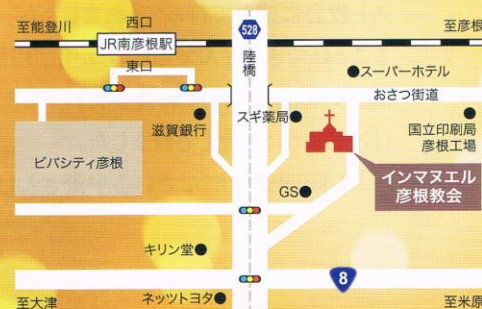 至能登川
西口
528
至彦根
JR南彦根駅
東口
陸橋
スーパーホテル
おさつ街道
滋賀銀行
スギ薬局
国立印刷局
彦根工場
ビバシティ彦根
インマヌエル
彦根教会
GS
キリン堂
8
至大津
ネッツトヨタ
至米原